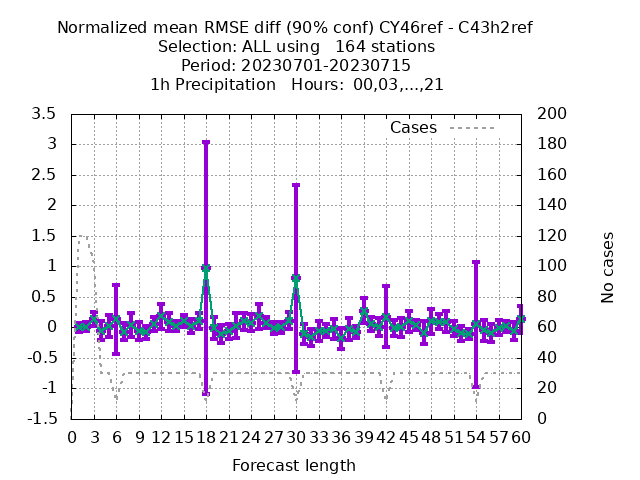 Normalized mean RMSE diff (90% conf) CY46ref - C43h2ref
Selection: ALL using   164 stations
Period: 20230701-20230715
1h Precipitation   Hours: 00,03,...,21
Cases
3.5
3
2.5
2
1.5
1
0.5
0
-0.5
-1
-1.5
200
180
160
140
120
100
80
60
40
20
0
No cases
0 3 6 9 12 15 18 21 24 27 30 33 36 39 42 45 48 51 54 57 60
Forecast length